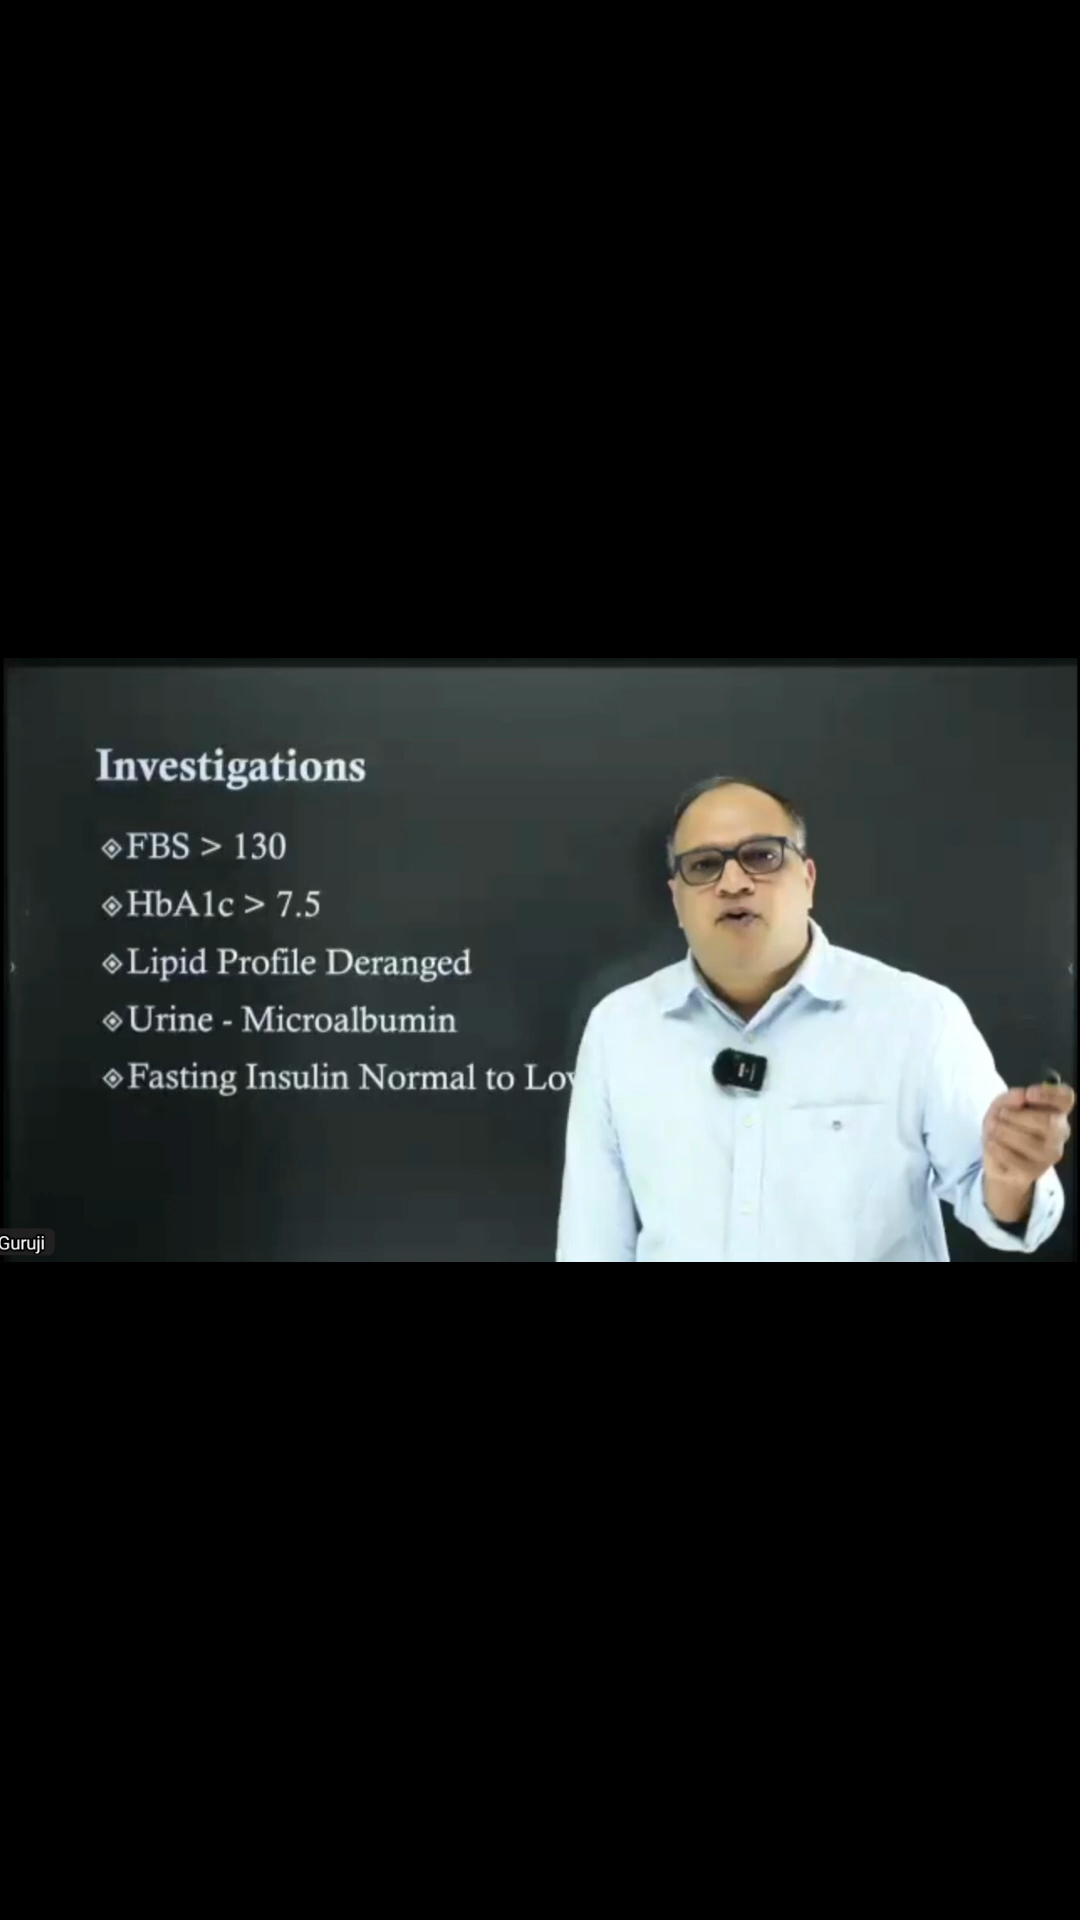 Investigations
FBS > 130
HbA1c > 7.5
Lipid Profile Deranged
Urine - Microalbumin
Fasting Insulin Normal to
Guruji